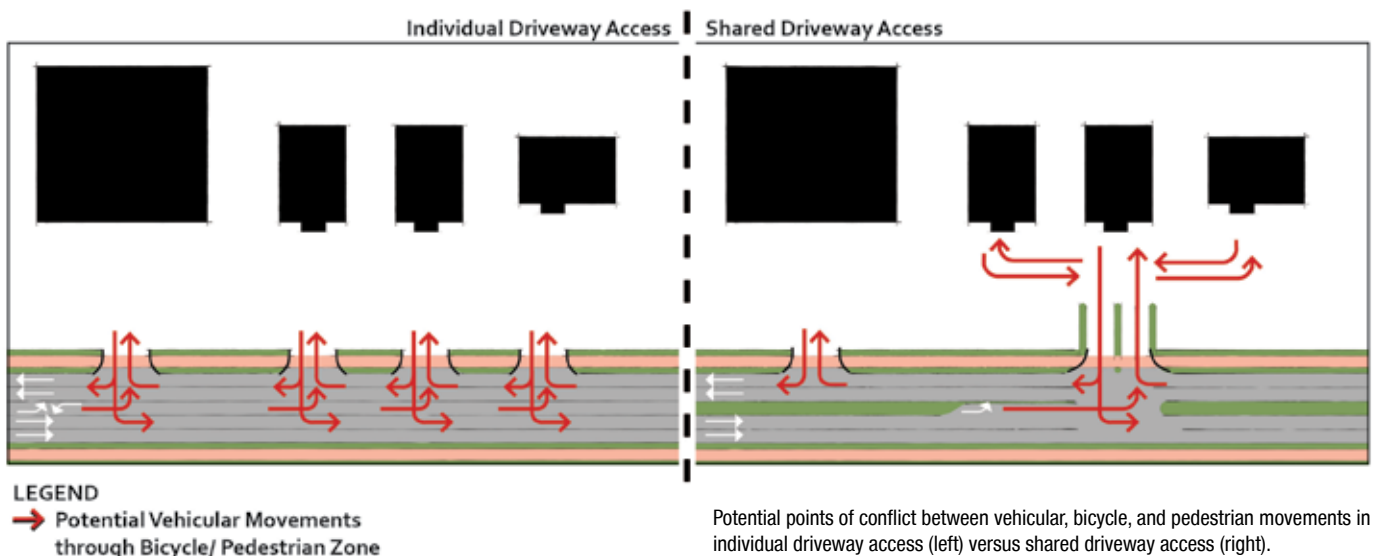 Individual Driveway Access
Shared Driveway Access
LEGEND
Potential Vehicular Movements
through Bicycle/ Pedestrian Zone
Potential points of conflict between vehicular, bicycle, and pedestrian movements in
individual driveway access (left) versus shared driveway access (right).